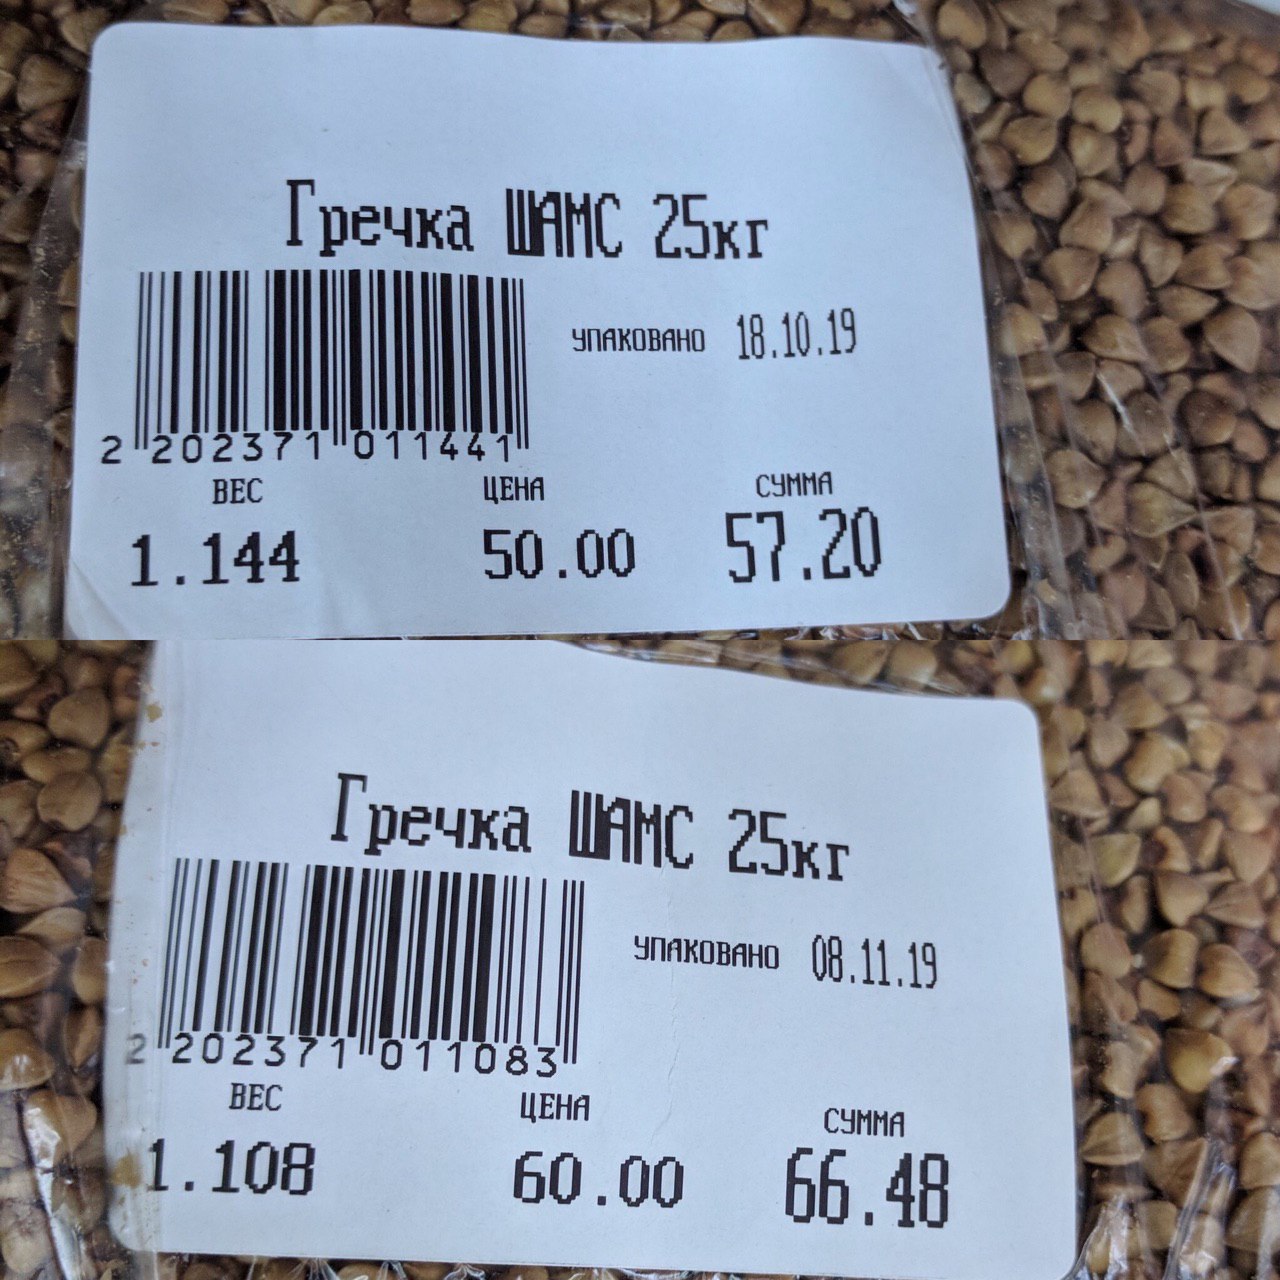 Гречка ШАМС 25кг
УПАКОВАНО 18.10.19
2 202371 011441
ВЕС ЦЕНА СУММА
1.144 50.00 57.20
Гречка ШАМС 25кг
УПАКОВАНО 08.11.19
2 202371 011083
ВЕС ЦЕНА СУММА
1.108 60.00 66.48